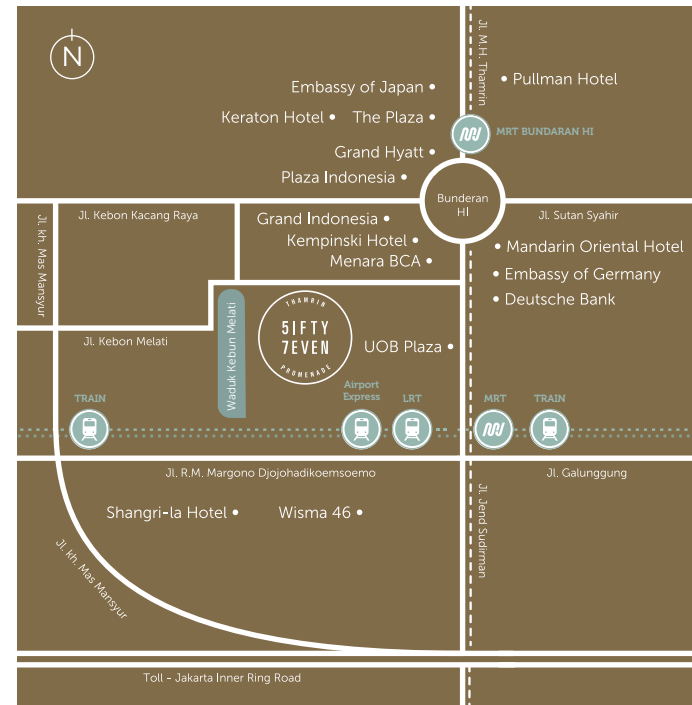 N
Jl. M.H. Thamrin
Embassy of Japan
Pullman Hotel
Keraton Hotel
The Plaza
MRT BUNDARAN HI
Grand Hyatt
Plaza Indonesia
Bunderan
HI
Jl. kh. Mas Mansyur
Jl. Kebon Kacang Raya
Grand Indonesia
Jl. Sutan Syahir
Kempinski Hotel
Mandarin Oriental Hotel
Menara BCA
Embassy of Germany
Deutsche Bank
Waduk Kebun Melati
THAMRIN
5IFTY
7EVEN
PROMENADE
Jl. Kebon Melati
UOB Plaza
TRAIN
Airport
Express
LRT
MRT
TRAIN
Jl. R.M. Margono Djojohadikoemsoemo
Jl. Galunggung
Jl. Jend Sudirman
Shangri-la Hotel
Wisma 46
Jl. kh. Mas Mansyur
Toll - Jakarta Inner Ring Road